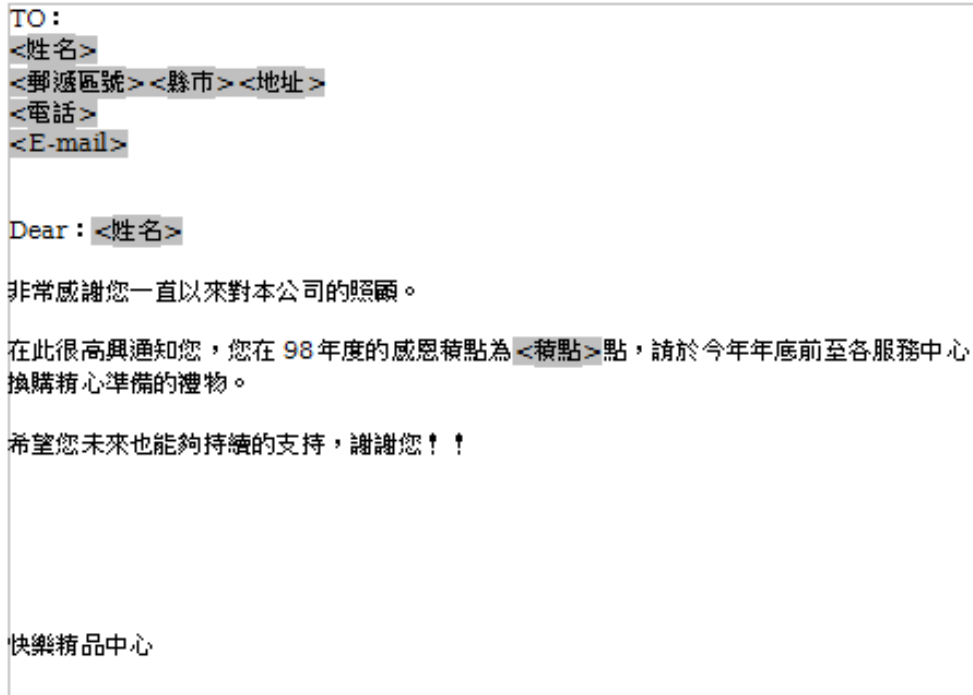 TO：
<姓名>
<郵遞區號><縣市><地址>
<電話>
<E-mail>
Dear：<姓名>
非常感謝您一直以來對本公司的照顧。
在此很高興通知您，您在 98 年度的感恩積點為<積點>點，請於今年年底前至各服務中心
換購精心準備的禮物。
希望您未來也能夠持續的支持，謝謝您！！
快樂精品中心